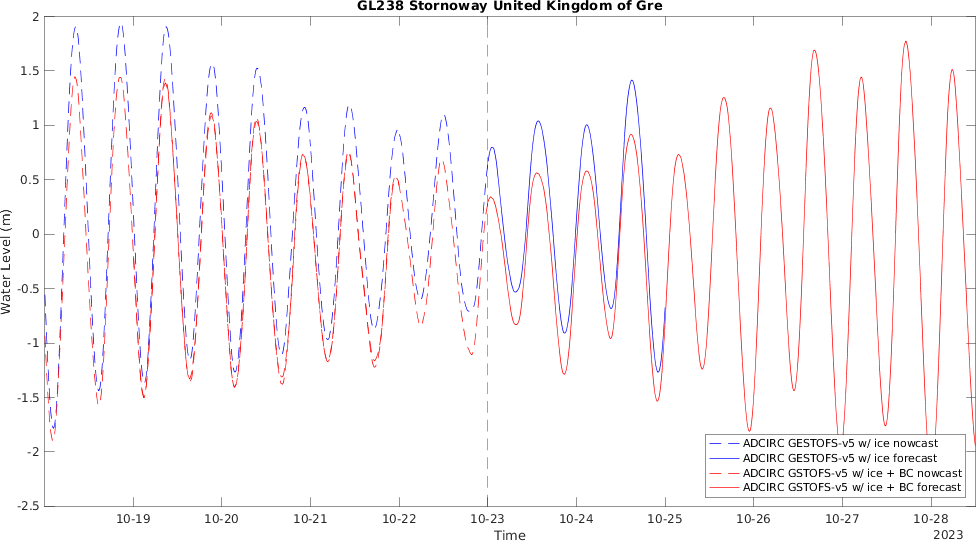 GL238 Stornoway United Kingdom of Gre
2
1.5
1
0.5
0
-0.5
-1
-1.5
-2
-2.5
Water Level (m)
ADCIRC GESTOFS-v5 w/ ice nowcast
ADCIRC GESTOFS-v5 w/ ice forecast
ADCIRC GSTOFS-v5 w/ ice + BC nowcast
ADCIRC GSTOFS-v5 w/ ice + BC forecast
10-19 10-20 10-21 10-22 10-23 10-24 10-25 10-26 10-27 10-28
Time
2023